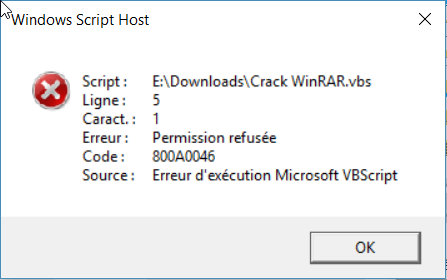 Windows Script Host
Script : E:\Downloads\Crack WinRAR.vbs
Ligne : 5
Caract. : 1
Erreur : Permission refusée
Code : 800A0046
Source : Erreur d'exécution Microsoft VBScript
OK